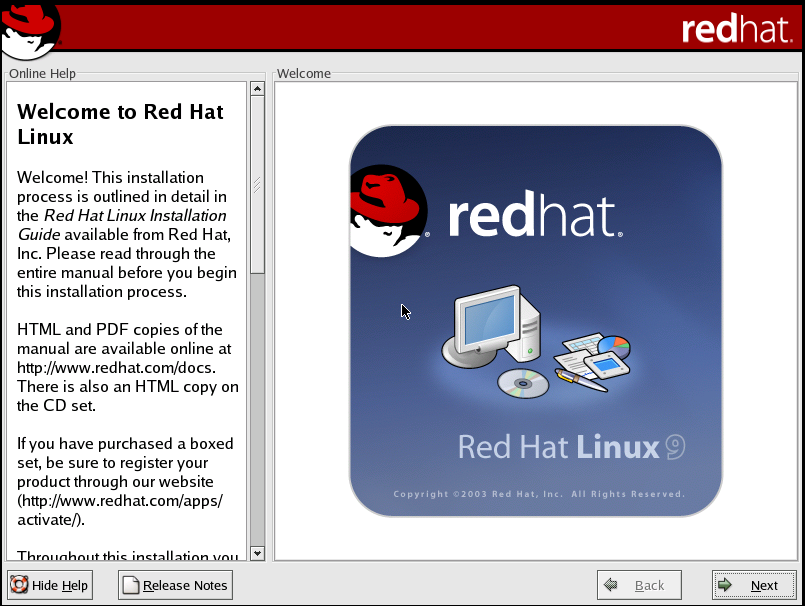 redhat.
Online Help
Welcome to Red Hat
Linux
Welcome! This installation
process is outlined in detail in
the Red Hat Linux Installation
Guide available from Red Hat,
Inc. Please read through the
entire manual before you begin
this installation process.
HTML and PDF copies of the
manual are available online at
http://www.redhat.com/docs.
There is also an HTML copy on
the CD set.
If you have purchased a boxed
set, be sure to register your
product through our website
(http://www.redhat.com/apps/
activate/).
Throughout this installation you
Welcome
redhat.®
Red Hat Linux 9
Copyright ©2003 Red Hat, Inc. All Rights Reserved.
Hide Help
Release Notes
Back
Next